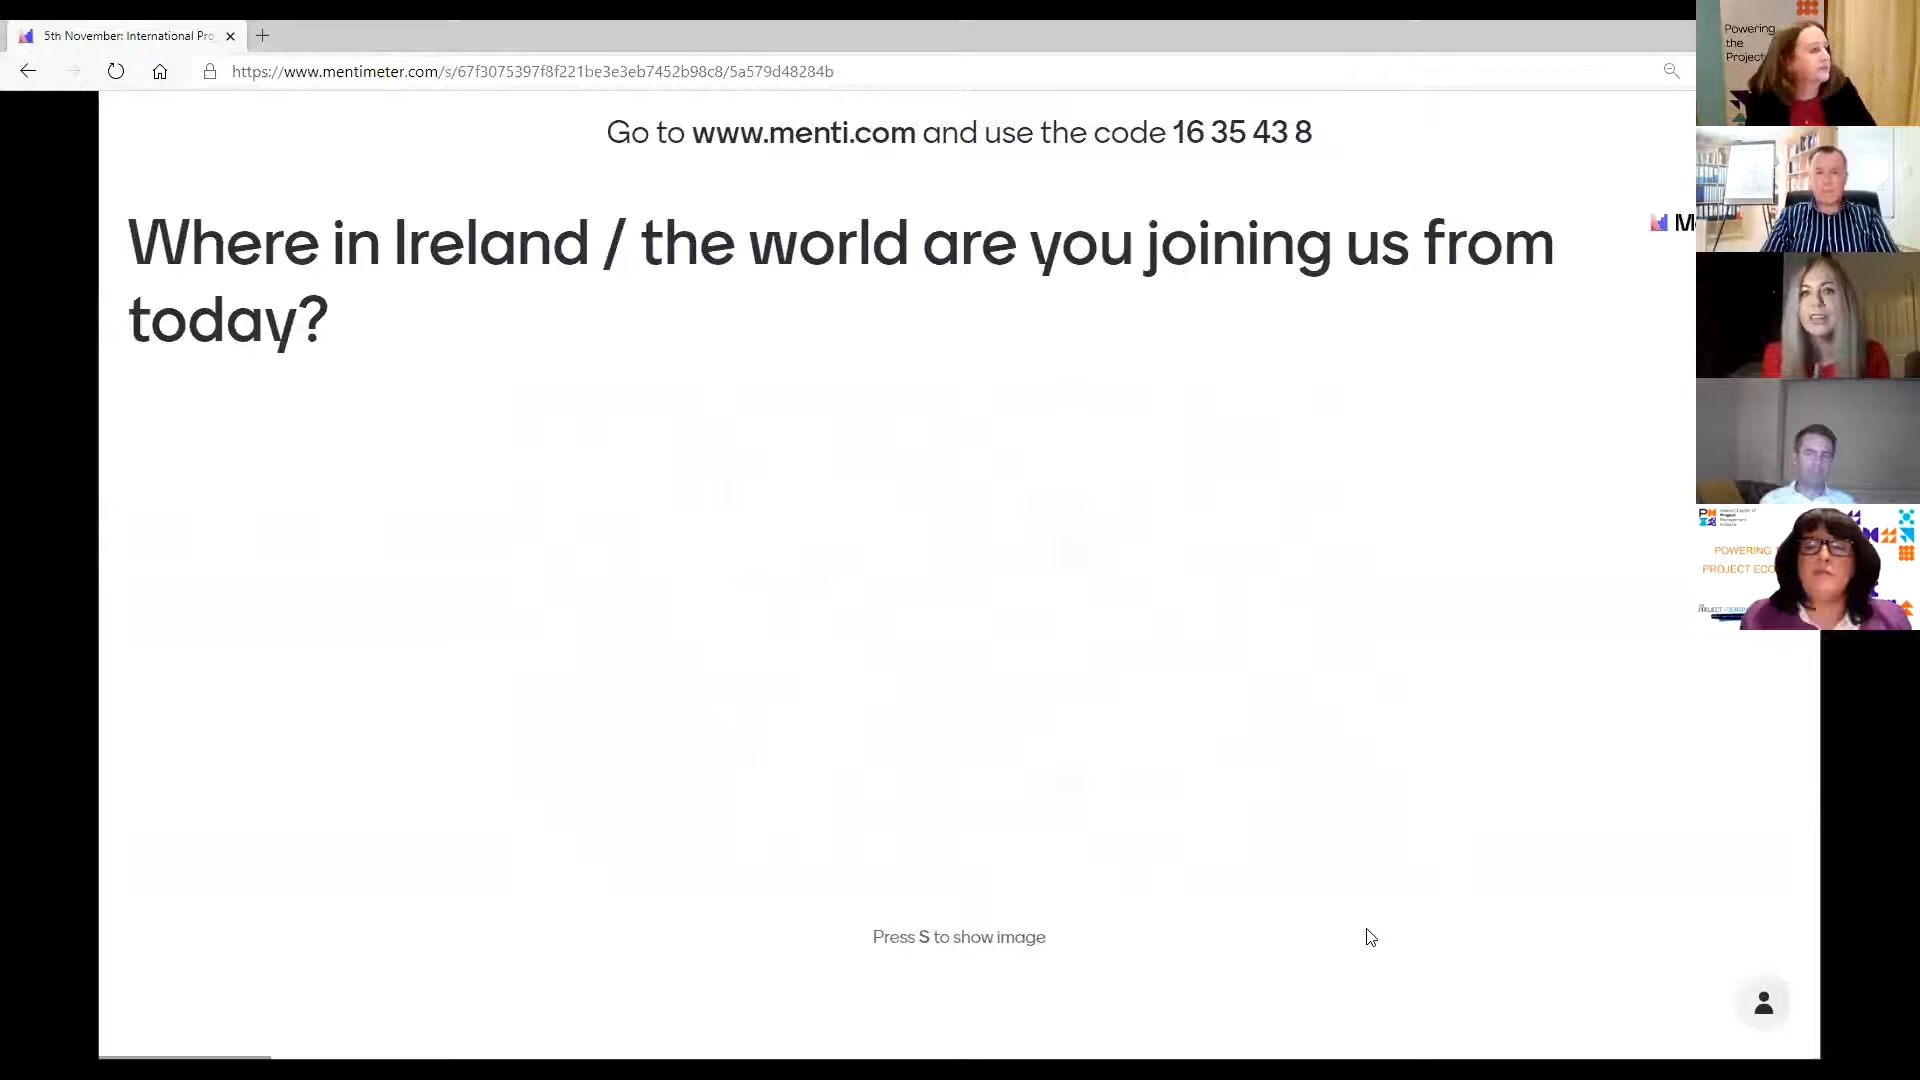 5th November: International Pro
https://www.mentimeter.com/s/67f3075397f8f221be3e3eb7452b98c8/5a579d48284b
Go to www.menti.com and use the code 16 35 43 8
Where in Ireland / the world are you joining us from
today?
M
Press S to show image
Powering
the
Project
POWERING
PROJECT ECO
PROJECT